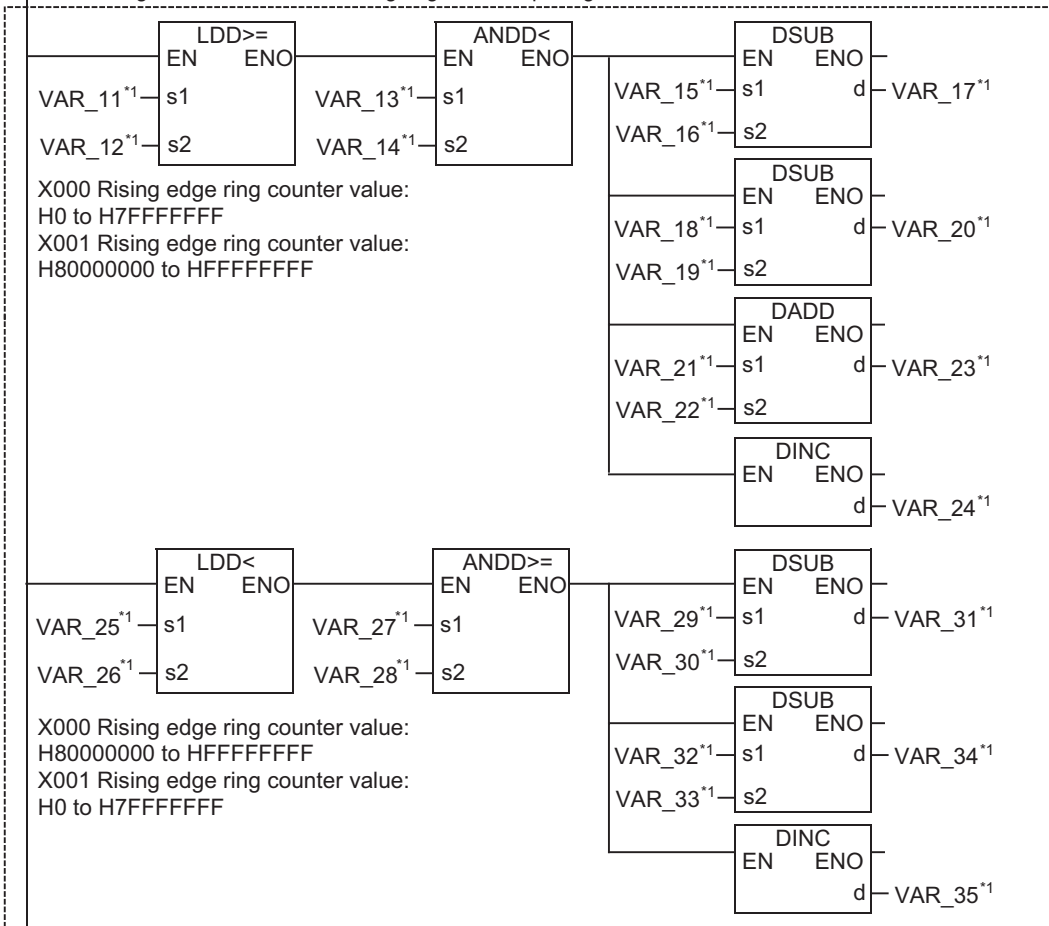 LDD>= ANDD< DSUB
EN ENO EN ENO EN ENO
VAR_11*1 s1 VAR_13*1 s1 VAR_15*1 s1 d VAR_17*1
VAR_12*1 s2 VAR_14*1 s2 VAR_16*1 s2
X000 Rising edge ring counter value:
H0 to H7FFFFFFF
X001 Rising edge ring counter value:
H80000000 to HFFFFFFFF
DSUB
EN ENO
VAR_18*1 s1 d VAR_20*1
VAR_19*1 s2
DADD
EN ENO
VAR_21*1 s1 d VAR_23*1
VAR_22*1 s2
DINC
EN ENO
d VAR_24*1
LDD< ANDD>= DSUB
EN ENO EN ENO EN ENO
VAR_25*1 s1 VAR_27*1 s1 VAR_29*1 s1 d VAR_31*1
VAR_26*1 s2 VAR_28*1 s2 VAR_30*1 s2
X000 Rising edge ring counter value:
H80000000 to HFFFFFFFF
X001 Rising edge ring counter value:
H0 to H7FFFFFFF
DSUB
EN ENO
VAR_32*1 s1 d VAR_34*1
VAR_33*1 s2
DINC
EN ENO
d VAR_35*1